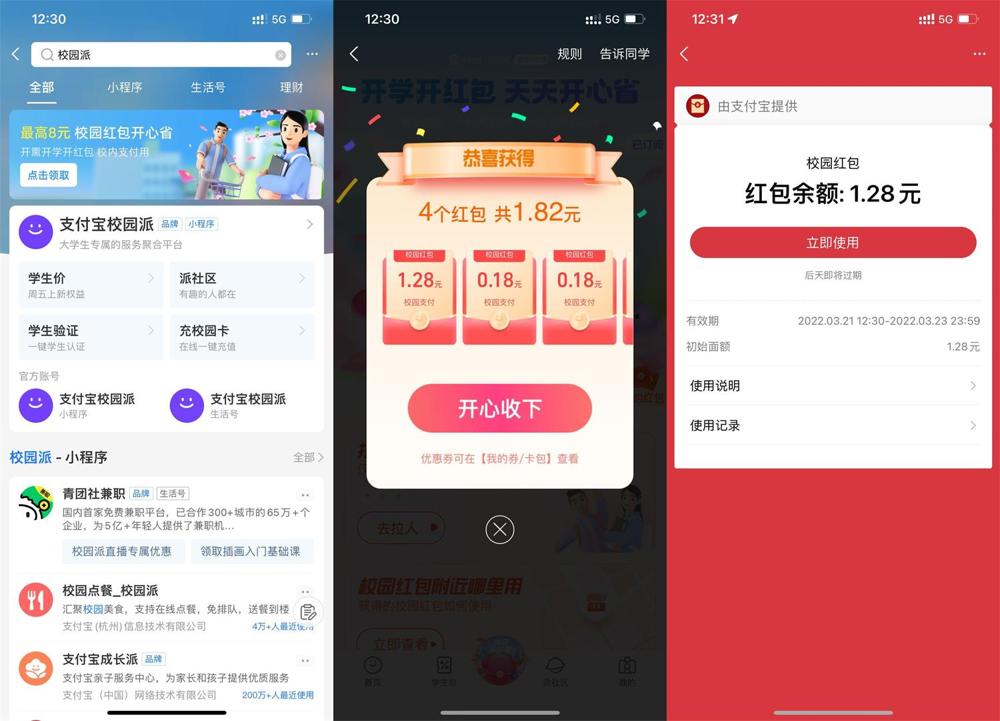 12:30
5G
校园派
全部
小程序
生活号
理财
最高8元 校园红包开心省
开需开学开红包 校内支付用
点击领取
支付宝校园派 品牌 小程序
大学生专属的服务聚合平台
学生价
周五上新权益
派社区
有趣的人都在
学生验证
一键学生认证
充校园卡
在线一键充值
官方账号
支付宝校园派
小程序
支付宝校园派
生活号
校园派 - 小程序
全部
青团社兼职 品牌 生活号
国内首家免费兼职平台，已合作300+城市的65万+个
企业，为5亿+年轻人提供了兼职机...
校园派直播专属优惠
领取插画入门基础课
校园点餐_校园派
汇聚校园美食，支持在线点餐，免排队，送餐到楼
支付宝(杭州)信息技术有限公司
4万+人最近使用
支付宝成长派 品牌
支付宝亲子服务中心，为家长和孩子提供优质服务
支付宝（中国）网络技术有限公司
200万+人最近使用
12:30
5G
规则
告诉同学
开学开红包 天天开心省
已订阅
恭喜获得
4个红包 共1.82元
校园红包
1.28元
校园支付
校园红包
0.18元
校园支付
校园红包
0.18元
校园支付
开心收下
优惠券可在【我的券/卡包】查看
去拉人
校园红包附近哪里用
获得的校园红包如何使用
立即查看
首页
学生价
派社区
我的
12:31
5G
由支付宝提供
校园红包
红包余额: 1.28 元
立即使用
后天即将过期
有效期
2022.03.21 12:30-2022.03.23 23:59
初始面额
1.28元
使用说明
使用记录